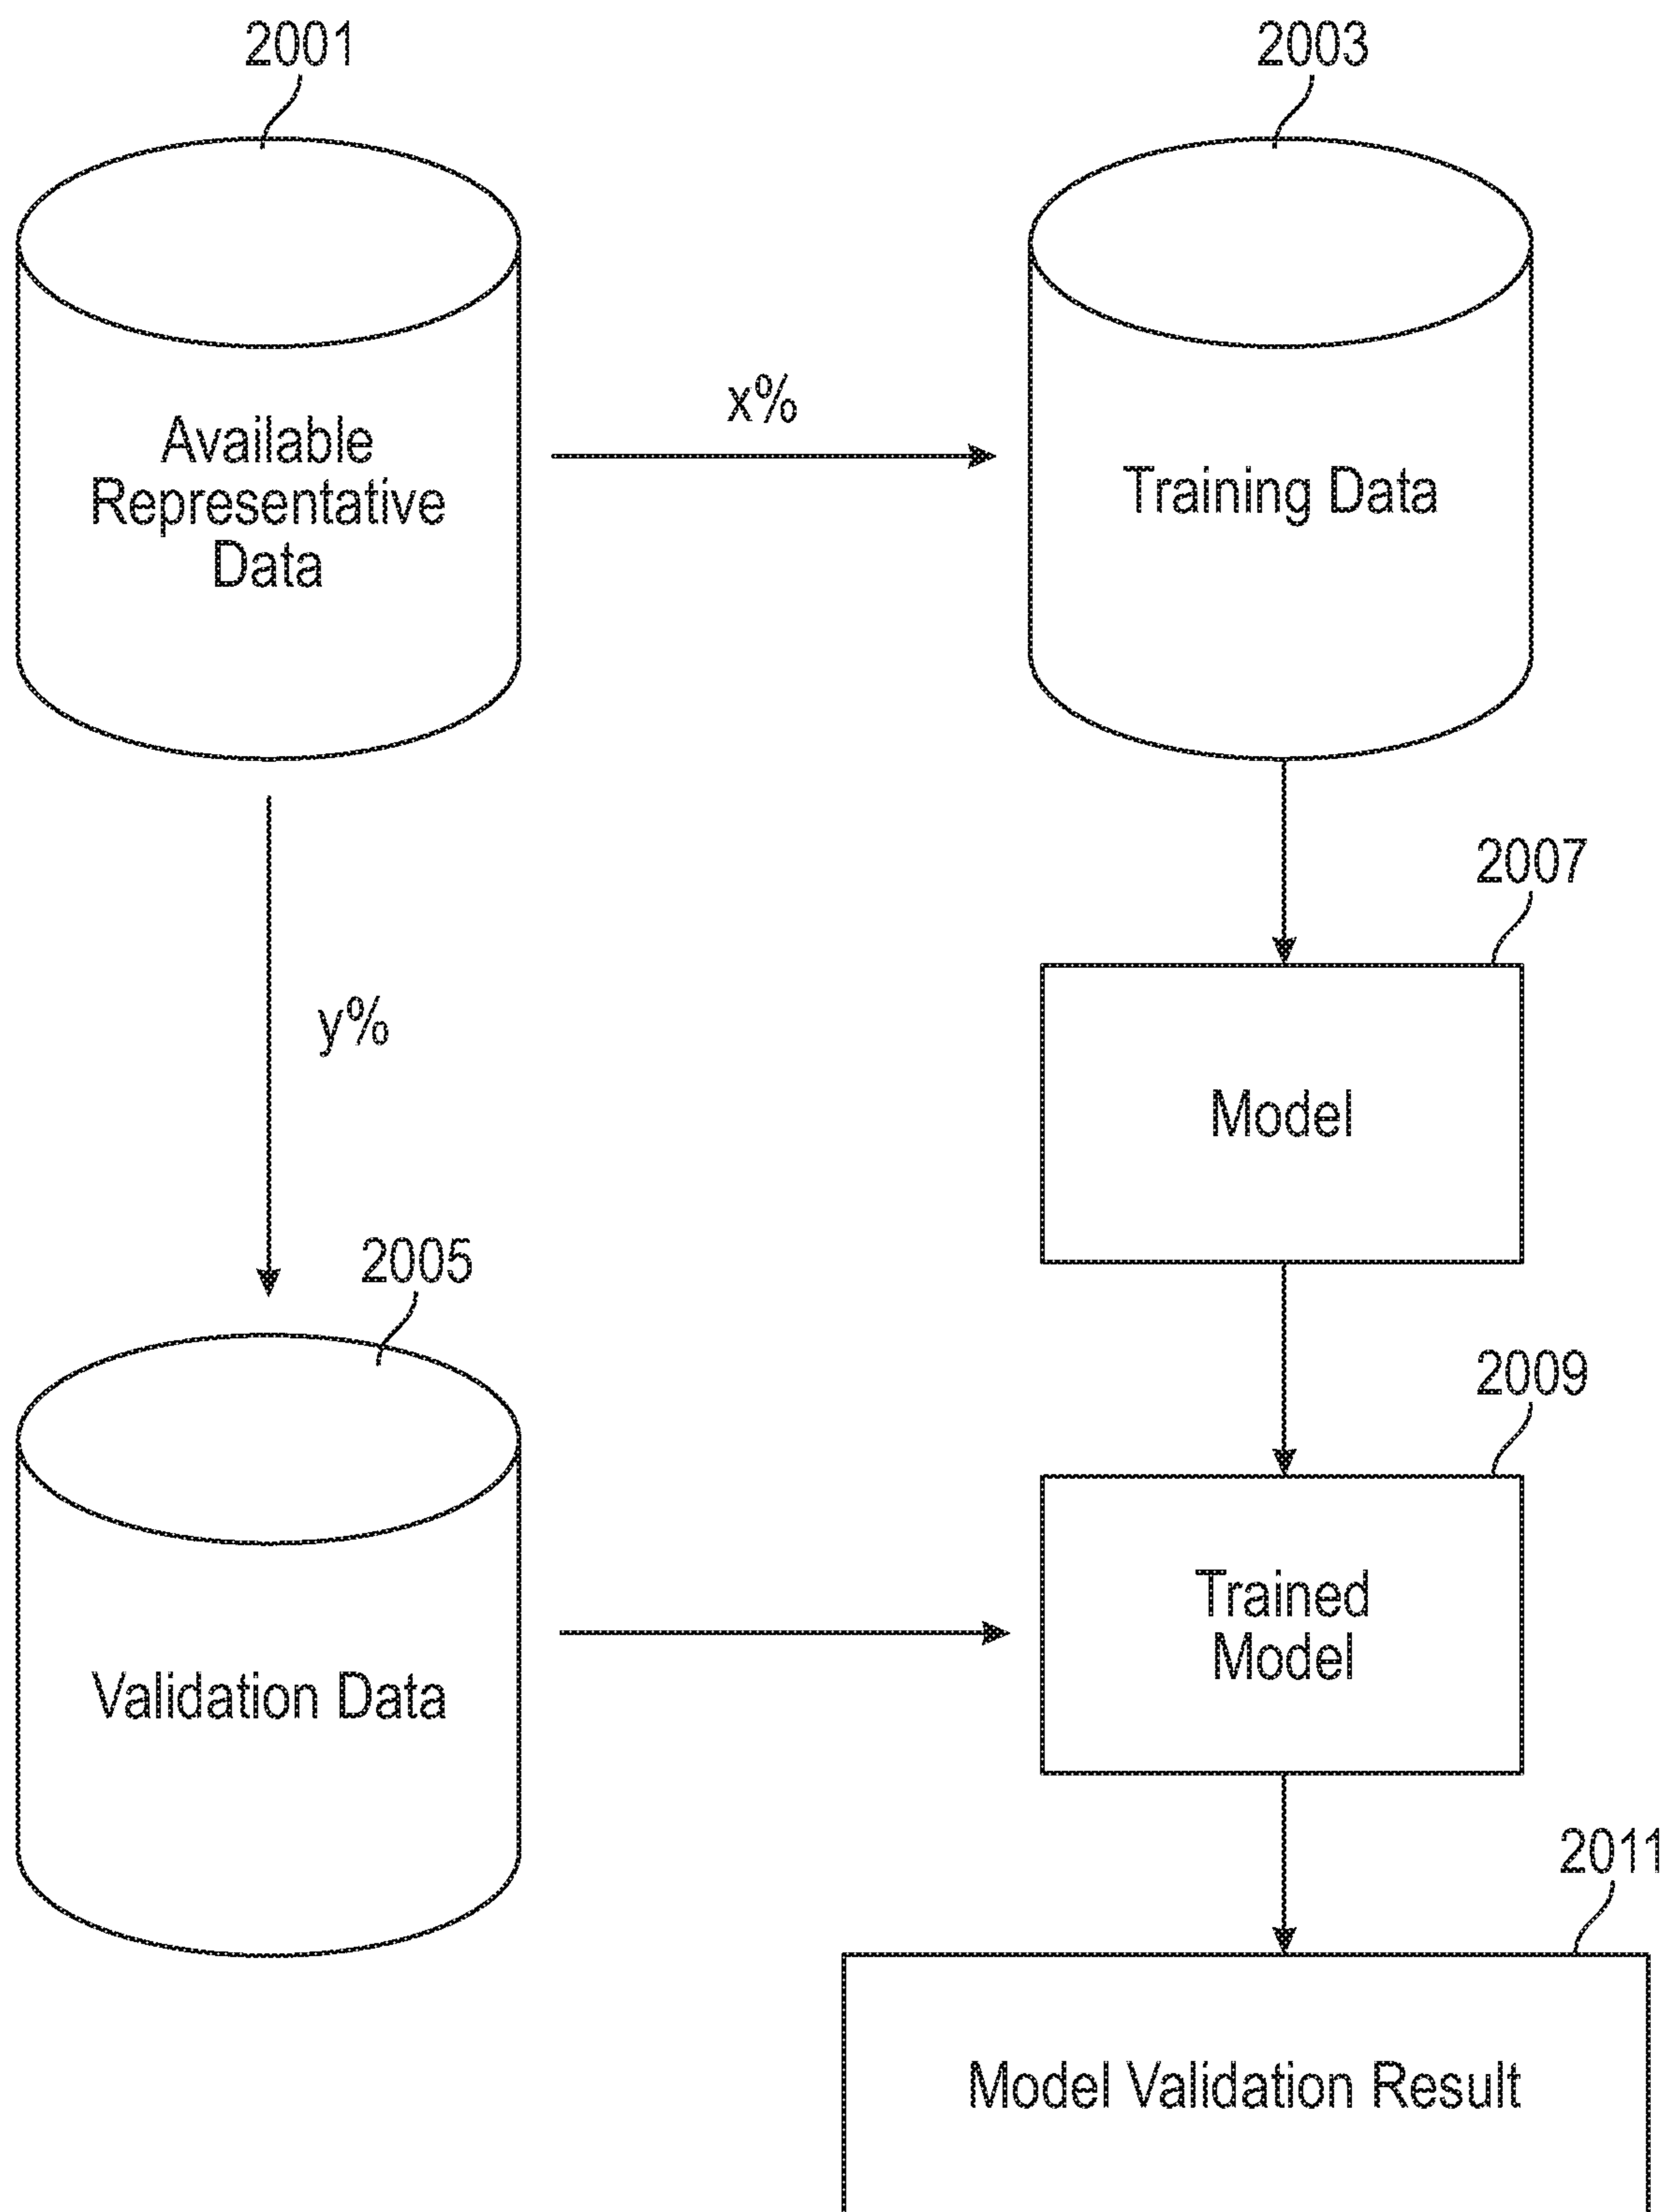 2001
2003
Available
Representative
Data
x%
Training Data
2007
y%
Model
2005
2009
Trained
Model
Validation Data
2011
Model Validation Result